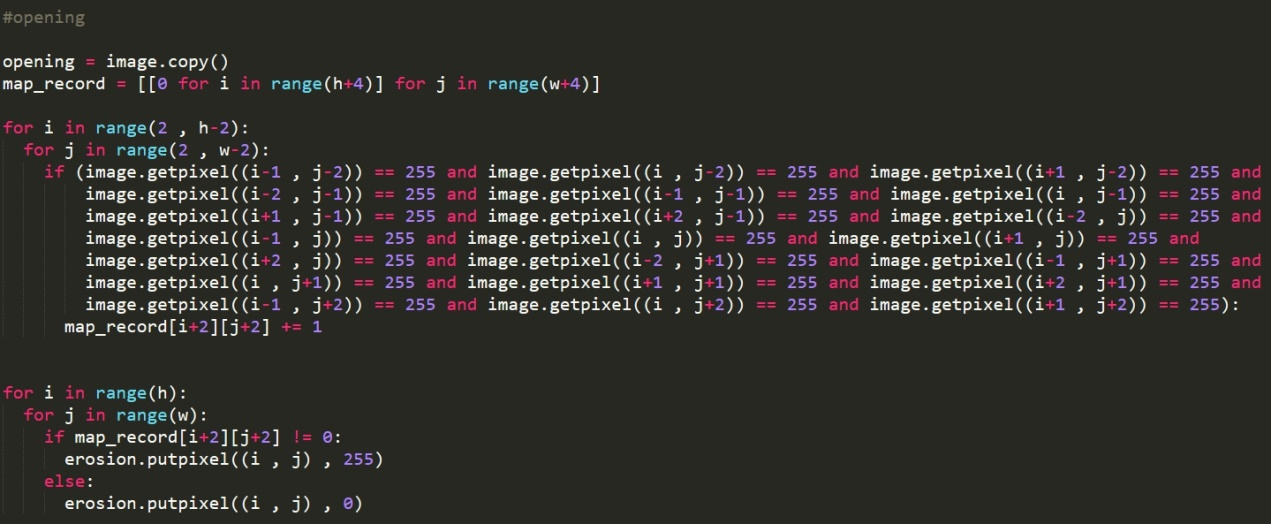 #opening
opening = image.copy()
map_record = [[0 for i in range(h+4)] for j in range(w+4)]
for i in range(2 , h-2):
for j in range(2 , w-2):
if (image.getpixel((i-1 , j-2)) == 255 and image.getpixel((i , j-2)) == 255 and image.getpixel((i+1 , j-2)) == 255 and
image.getpixel((i-2 , j-1)) == 255 and image.getpixel((i-1 , j-1)) == 255 and image.getpixel((i , j-1)) == 255 and
image.getpixel((i+1 , j-1)) == 255 and image.getpixel((i+2 , j-1)) == 255 and image.getpixel((i-2 , j)) == 255 and
image.getpixel((i-1 , j)) == 255 and image.getpixel((i , j)) == 255 and image.getpixel((i+1 , j)) == 255 and
image.getpixel((i+2 , j)) == 255 and image.getpixel((i-2 , j+1)) == 255 and image.getpixel((i-1 , j+1)) == 255 and
image.getpixel((i , j+1)) == 255 and image.getpixel((i+1 , j+1)) == 255 and image.getpixel((i+2 , j+1)) == 255 and
image.getpixel((i-1 , j+2)) == 255 and image.getpixel((i , j+2)) == 255 and image.getpixel((i+1 , j+2)) == 255):
map_record[i+2][j+2] += 1
for i in range(h):
for j in range(w):
if map_record[i+2][j+2] != 0:
erosion.putpixel((i , j) , 255)
else:
erosion.putpixel((i , j) , 0)